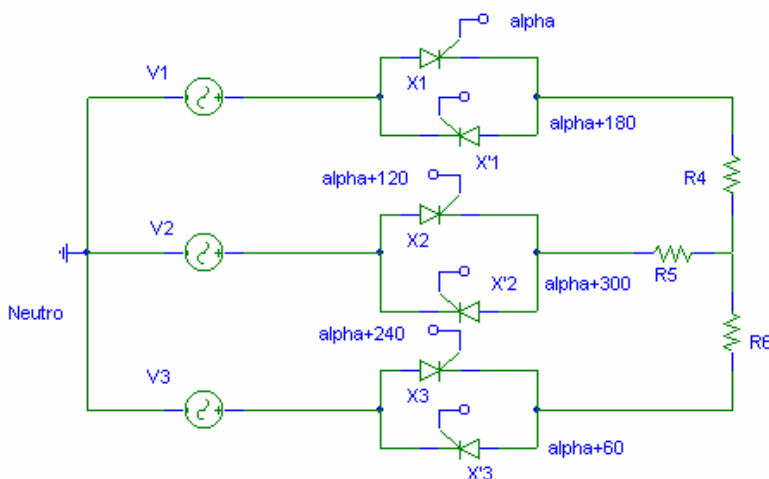 alpha
V1
X1
alpha+180
X'1
R4
alpha+120
V2
X2
X'2
alpha+300
R5
Neutro
alpha+240
R6
V3
X3
alpha+60
X'3